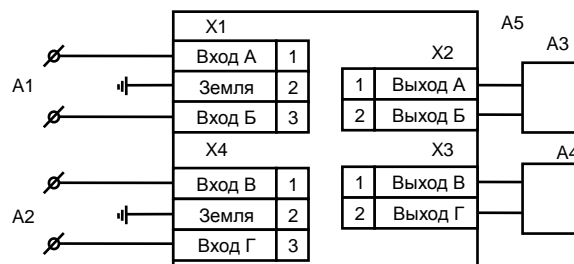 X1
A5
Вход А 1
X2
A3
A1
Земля 2
1 Выход А
Вход Б 3
2 Выход Б
X4
X3
A4
Вход В 1
1 Выход В
A2
Земля 2
2 Выход Г
Вход Г 3